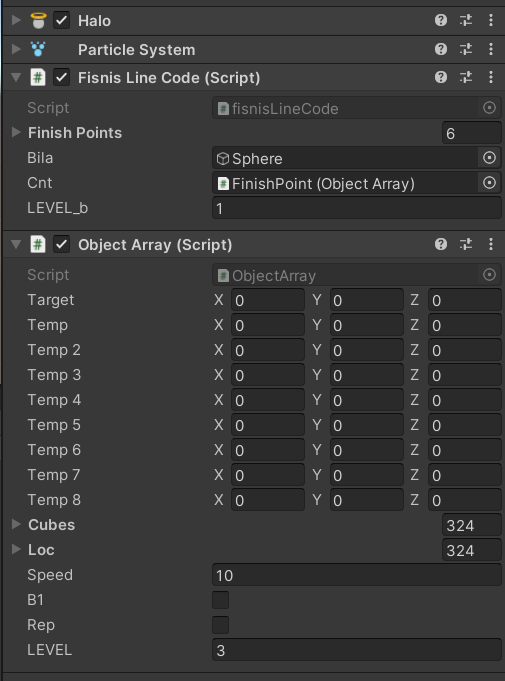 Halo
Particle System
Fisnis Line Code (Script)
Script fisnisLineCode
Finish Points 6
Bila Sphere
Cnt FinishPoint (Object Array)
LEVEL_b 1
Object Array (Script)
Script ObjectArray
Target X 0 Y 0 Z 0
Temp X 0 Y 0 Z 0
Temp 2 X 0 Y 0 Z 0
Temp 3 X 0 Y 0 Z 0
Temp 4 X 0 Y 0 Z 0
Temp 5 X 0 Y 0 Z 0
Temp 6 X 0 Y 0 Z 0
Temp 7 X 0 Y 0 Z 0
Temp 8 X 0 Y 0 Z 0
Cubes 324
Loc 324
Speed 10
B1
Rep
LEVEL 3